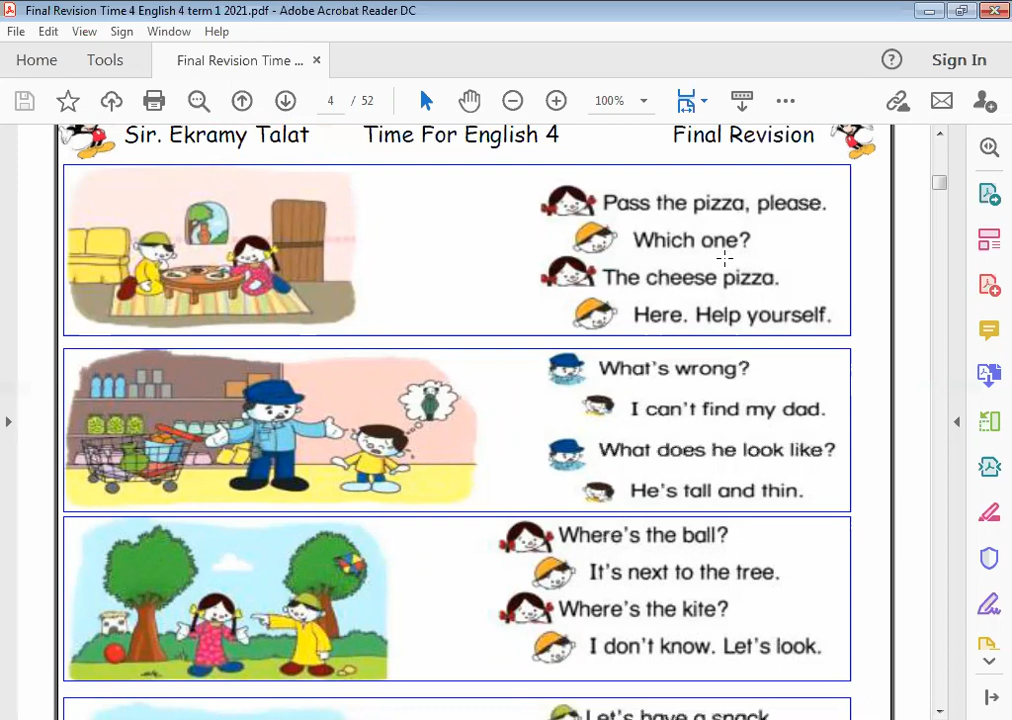 Final Revision Time 4 English 4 term 1 2021.pdf - Adobe Acrobat Reader DC
File Edit View Sign Window Help
Home Tools Final Revision Time ... × Sign In
4 / 52 100%
Sir. Ekramy Talat Time For English 4 Final Revision
Pass the pizza, please.
Which one?
The cheese pizza.
Here. Help yourself.
What's wrong?
I can't find my dad.
What does he look like?
He's tall and thin.
Where's the ball?
It's next to the tree.
Where's the kite?
I don't know. Let's look.
Let's have a snack.